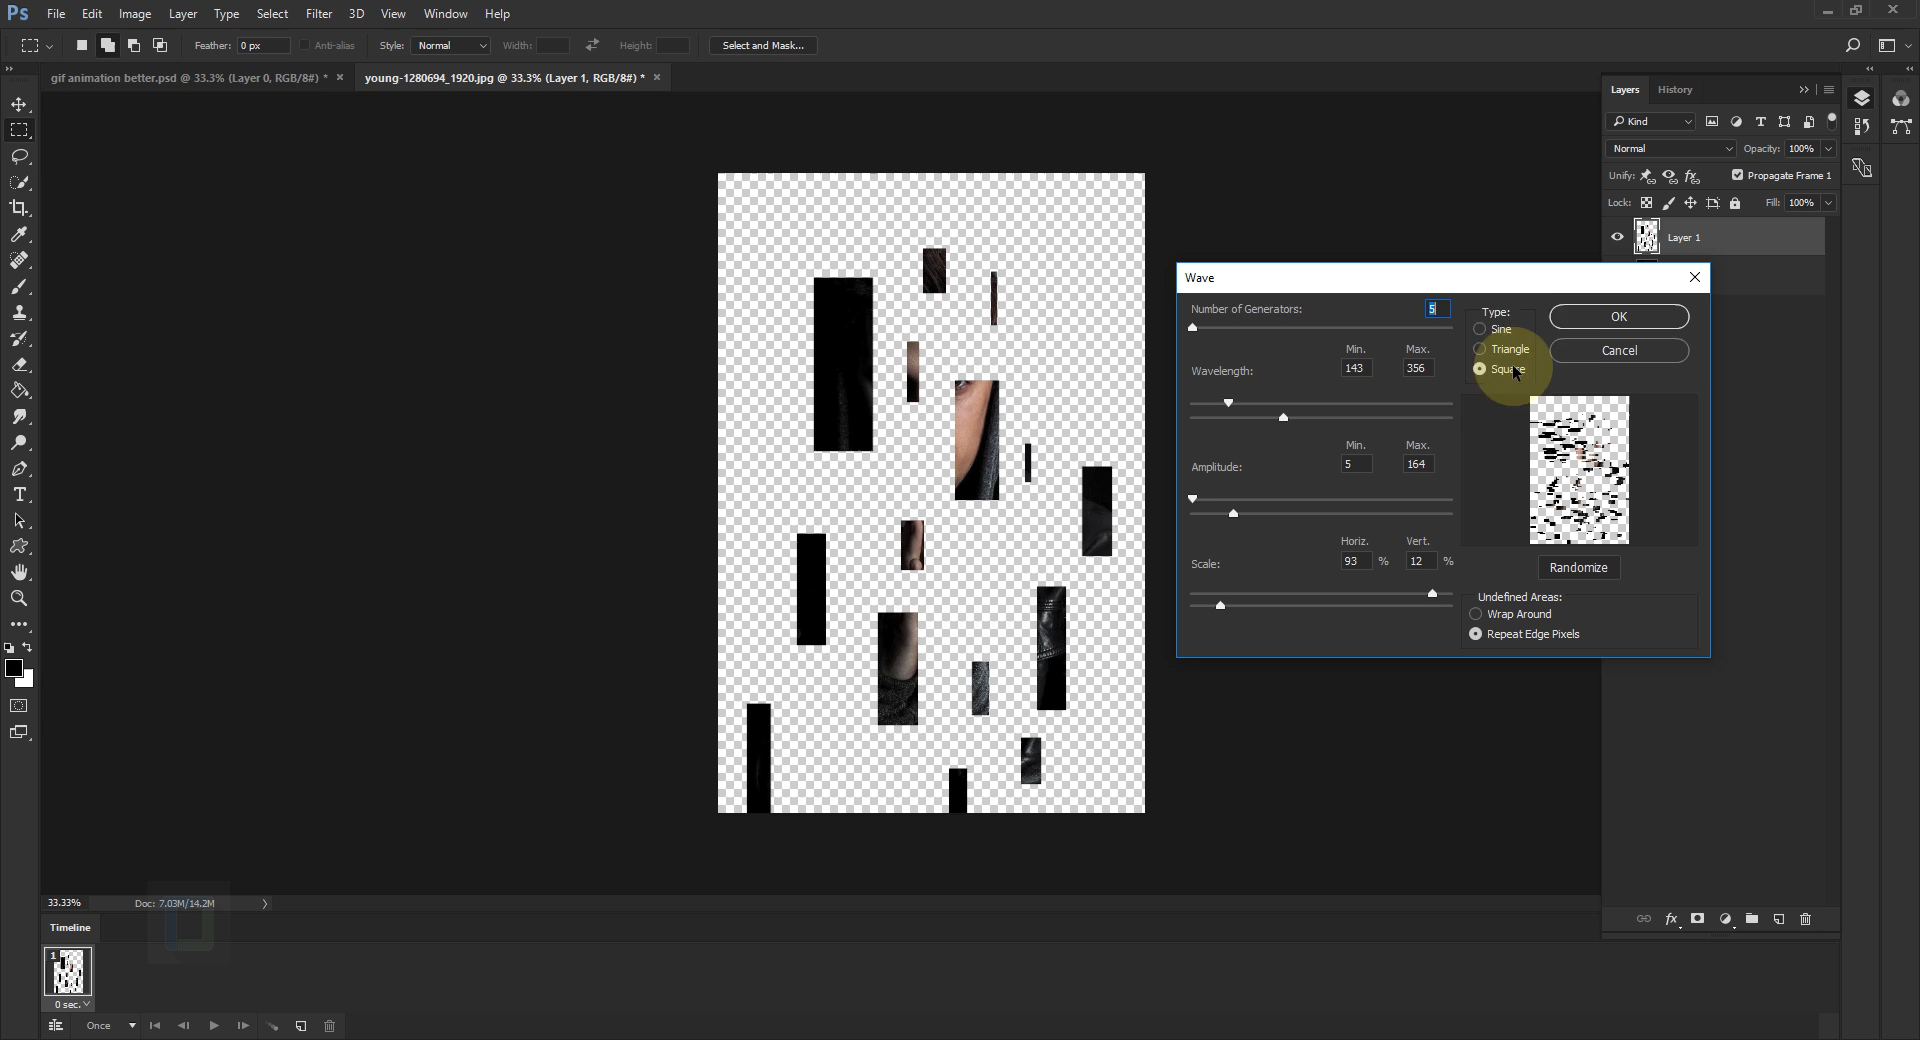 Ps File Edit Image Layer Type Select Filter 3D View Window Help
Feather: 0 px Anti-alias Style: Normal Width: Height: Select and Mask...
gif animation better.psd @ 33.3% (Layer 0, RGB/8#) * × young-1280694_1920.jpg @ 33.3% (Layer 1, RGB/8#) * ×
Layers History
Kind
Normal Opacity: 100%
Unify: Propagate Frame 1
Lock: Fill: 100%
Layer 1
Wave
Number of Generators: 5
Type:
Sine
Triangle
Square
OK
Cancel
Min. Max.
Wavelength: 143 356
Min. Max.
Amplitude: 5 164
Horiz. Vert.
Scale: 93 % 12 %
Randomize
Undefined Areas:
Wrap Around
Repeat Edge Pixels
33.33% Doc: 7.03M/14.2M
Timeline
1
0 sec.
Once